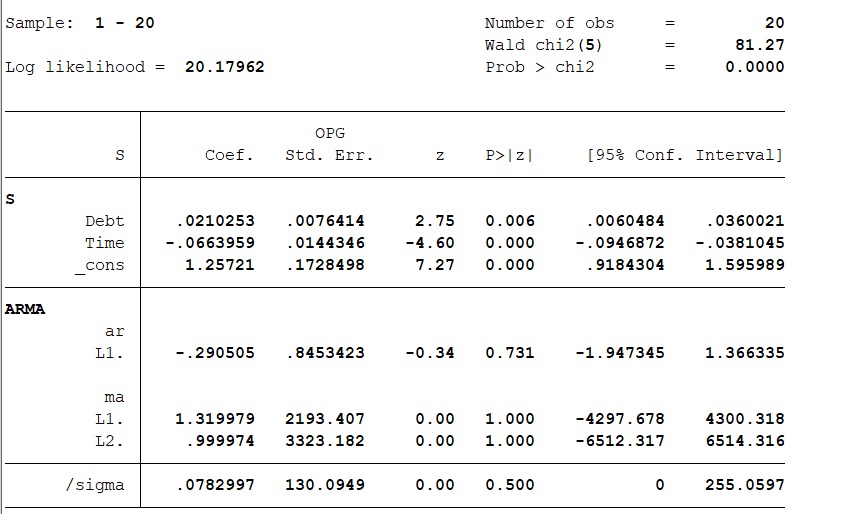 Sample: 1 - 20 Number of obs = 20
Wald chi2(5) = 81.27
Log likelihood = 20.17962 Prob > chi2 = 0.0000
OPG
S Coef. Std. Err. z P>|z| [95% Conf. Interval]
S
Debt .0210253 .0076414 2.75 0.006 .0060484 .0360021
Time -.0663959 .0144346 -4.60 0.000 -.0946872 -.0381045
_cons 1.25721 .1728498 7.27 0.000 .9184304 1.595989
ARMA
ar
L1. -.290505 .8453423 -0.34 0.731 -1.947345 1.366335
ma
L1. 1.319979 2193.407 0.00 1.000 -4297.678 4300.318
L2. .999974 3323.182 0.00 1.000 -6512.317 6514.316
/sigma .0782997 130.0949 0.00 0.500 0 255.0597